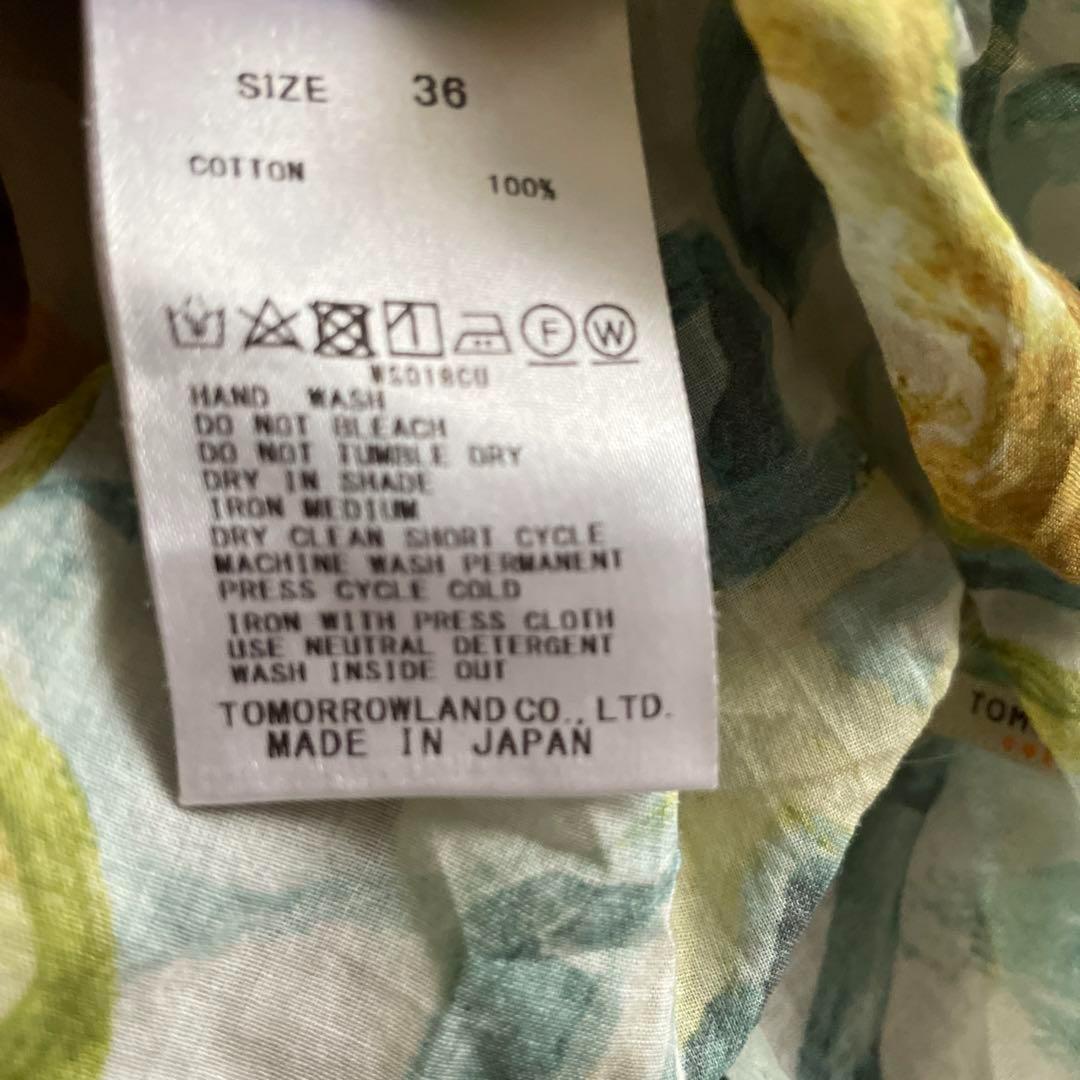 SIZE 36
COTTON 100%
F W
WS018CU
HAND WASH
DO NOT BLEACH
DO NOT TUMBLE DRY
DRY IN SHADE
IRON MEDIUM
DRY CLEAN SHORT CYCLE
MACHINE WASH PERMANENT
PRESS CYCLE COLD
IRON WITH PRESS CLOTH
USE NEUTRAL DETERGENT
WASH INSIDE OUT
TOMORROWLAND CO., LTD.
MADE IN JAPAN
TOM